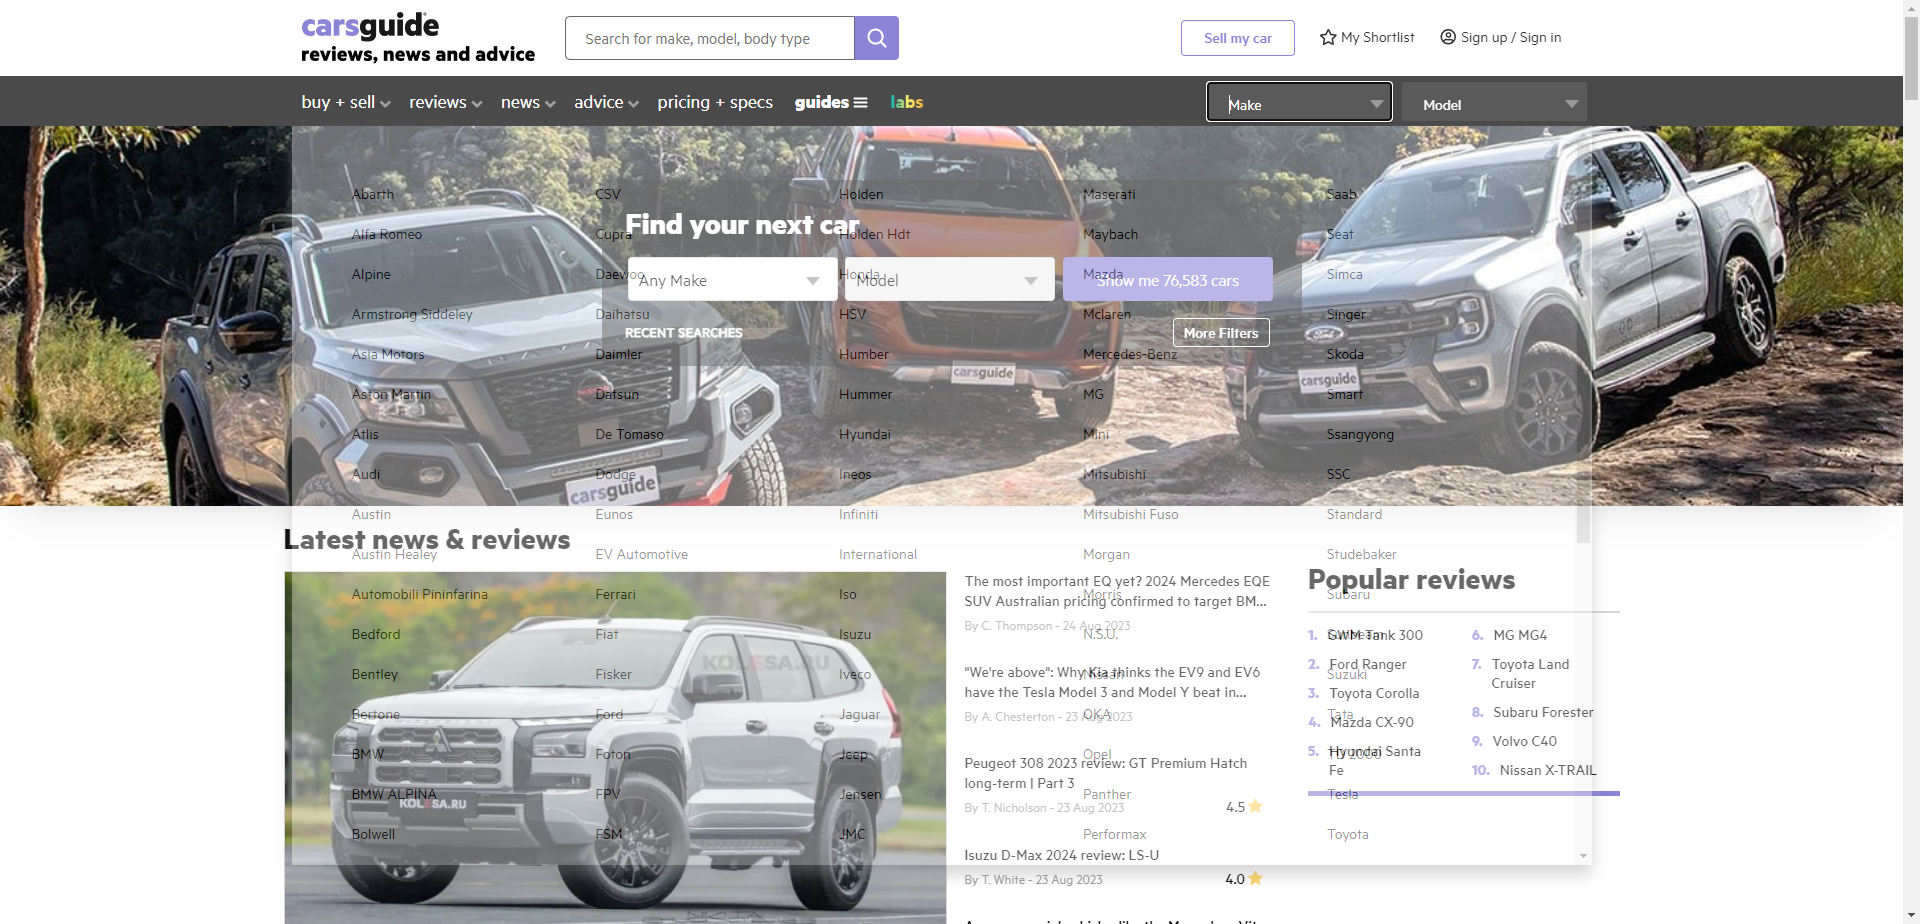 carsguide
reviews, news and advice
Search for make, model, body type
Sell my car
My Shortlist
Sign up / Sign in
buy + sell
reviews
news
advice
pricing + specs
guides
labs
Make
Model
Find your next car
Any Make
Model
Show me 76,583 cars
RECENT SEARCHES
More Filters
Abarth
Alfa Romeo
Alpine
Armstrong Siddeley
Asia Motors
Aston Martin
Atlis
Audi
Austin
Austin Healey
Automobili Pininfarina
Bedford
Bentley
Bertone
BMW
BMW ALPINA
Bolwell
CSV
Cupra
Daewoo
Daihatsu
Daimler
Datsun
De Tomaso
Dodge
Eunos
EV Automotive
Ferrari
Fiat
Fisker
Ford
Foton
FPV
FSM
Holden
Holden Hdt
Honda
HSV
Humber
Hummer
Hyundai
Ineos
Infiniti
International
Iso
Isuzu
Iveco
Jaguar
Jeep
Jensen
JMC
Maserati
Maybach
Mazda
Mclaren
Mercedes-Benz
MG
Mini
Mitsubishi
Mitsubishi Fuso
Morgan
Morris
N.S.U.
Nissan
OKA
Opel
Panther
Performax
Saab
Seat
Simca
Singer
Skoda
Smart
Ssangyong
SSC
Standard
Studebaker
Subaru
Sunbeam
Suzuki
Tata
TD 2000
Tesla
Toyota
carsguide
carsguide
carsguide
Latest news & reviews
KOLESA.RU
KOLESA.RU
The most important EQ yet? 2024 Mercedes EQE
SUV Australian pricing confirmed to target BM...
By C. Thompson - 24 Aug 2023
"We're above": Why Kia thinks the EV9 and EV6
have the Tesla Model 3 and Model Y beat in...
By A. Chesterton - 23 Aug 2023
Peugeot 308 2023 review: GT Premium Hatch
long-term | Part 3
By T. Nicholson - 23 Aug 2023
4.5
Isuzu D-Max 2024 review: LS-U
By T. White - 23 Aug 2023
4.0
Popular reviews
1. GWM Tank 300
2. Ford Ranger
3. Toyota Corolla
4. Mazda CX-90
5. Hyundai Santa
Fe
6. MG MG4
7. Toyota Land
Cruiser
8. Subaru Forester
9. Volvo C40
10. Nissan X-TRAIL